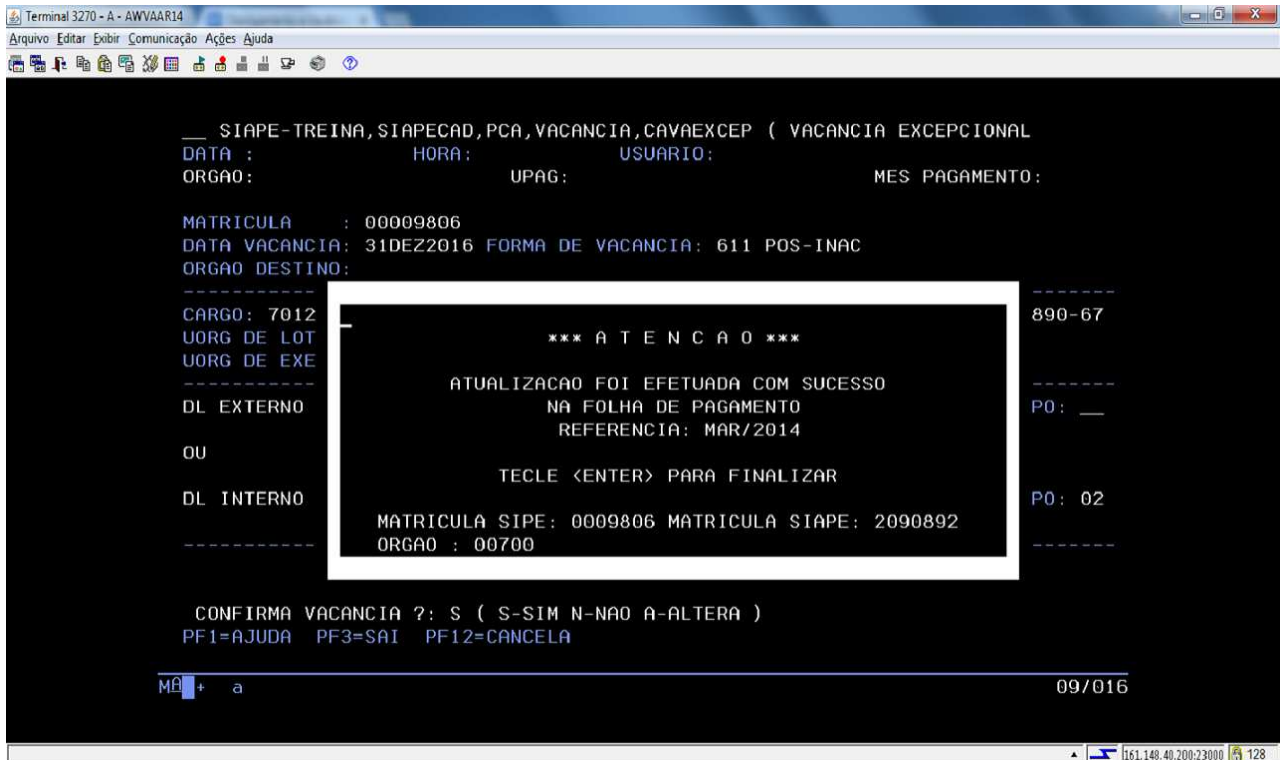 Terminal 3270 - A - AWVAAR14
Arquivo Editar Exibir Comunicação Ações Ajuda
__ SIAPE-TREINA,SIAPECAD,PCA,VACANCIA,CAVAEXCEP ( VACANCIA EXCEPCIONAL
DATA : HORA: USUARIO:
ORGAO: UPAG: MES PAGAMENTO:
MATRICULA : 00009806
DATA VACANCIA: 31DEZ2016 FORMA DE VACANCIA: 611 POS-INAC
ORGAO DESTINO:
----------- -------
CARGO: 7012 890-67
UORG DE LOT *** A T E N C A O ***
UORG DE EXE
----------- ATUALIZACAO FOI EFETUADA COM SUCESSO -------
DL EXTERNO NA FOLHA DE PAGAMENTO PO: __
REFERENCIA: MAR/2014
OU
TECLE <ENTER> PARA FINALIZAR
DL INTERNO PO: 02
MATRICULA SIPE: 0009806 MATRICULA SIAPE: 2090892
----------- ORGAO : 00700 -------
CONFIRMA VACANCIA ?: S ( S-SIM N-NAO A-ALTERA )
PF1=AJUDA PF3=SAI PF12=CANCELA
MA + a 09/016
161.148.40.200:23000 128